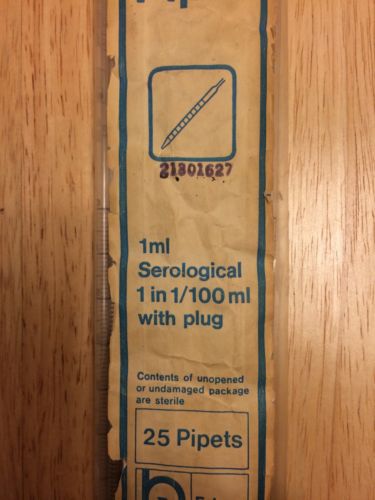 21801627
1ml
Serological
1 in 1/100 ml
with plug
Contents of unopened
or undamaged package
are sterile
25 Pipets